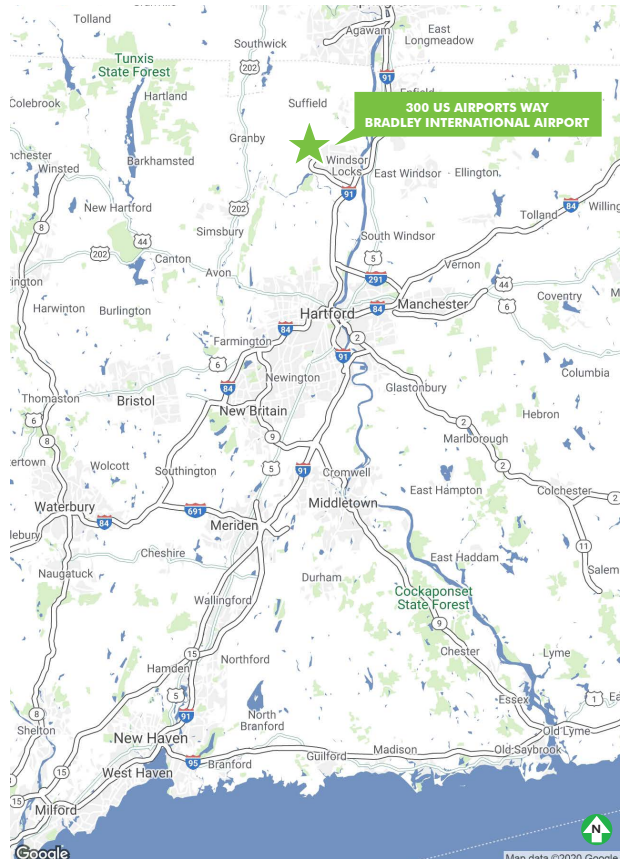 Tolland
Southwick
Agawam
East
Longmeadow
202
Tunxis
State Forest
91
Colebrook
Hartland
Suffield
300 US AIRPORTS WAY
BRADLEY INTERNATIONAL AIRPORT
Granby
Winsted
Barkhamsted
Windsor
Locks
East Windsor
Ellington
91
8
New Hartford
202
Tolland
84
Simsbury
44
South Windsor
202
Canton
Avon
5
Vernon
291
44
Harwinton
Burlington
Hartford
84
Manchester
6
Coventry
84
Farmington
2
91
6
Newington
Columbia
Thomaston
Bristol
84
Glastonbury
6
New Britain
2
Hebron
8
9
Marlborough
Wolcott
5
Southington
91
Cromwell
2
Waterbury
Middletown
East Hampton
Colchester
2
691
84
Meriden
11
Cheshire
East Haddam
Naugatuck
Durham
Salem
Cockaponset
State Forest
Wallingford
9
15
Northford
Chester
Lyme
Hamden
5
Essex
1
8
91
North
Branford
Shelton
New Haven
Old Lyme
Guilford
Madison
Old Saybrook
15
West Haven
95
Branford
15
Milford
N
Google
Map data ©2020 Google